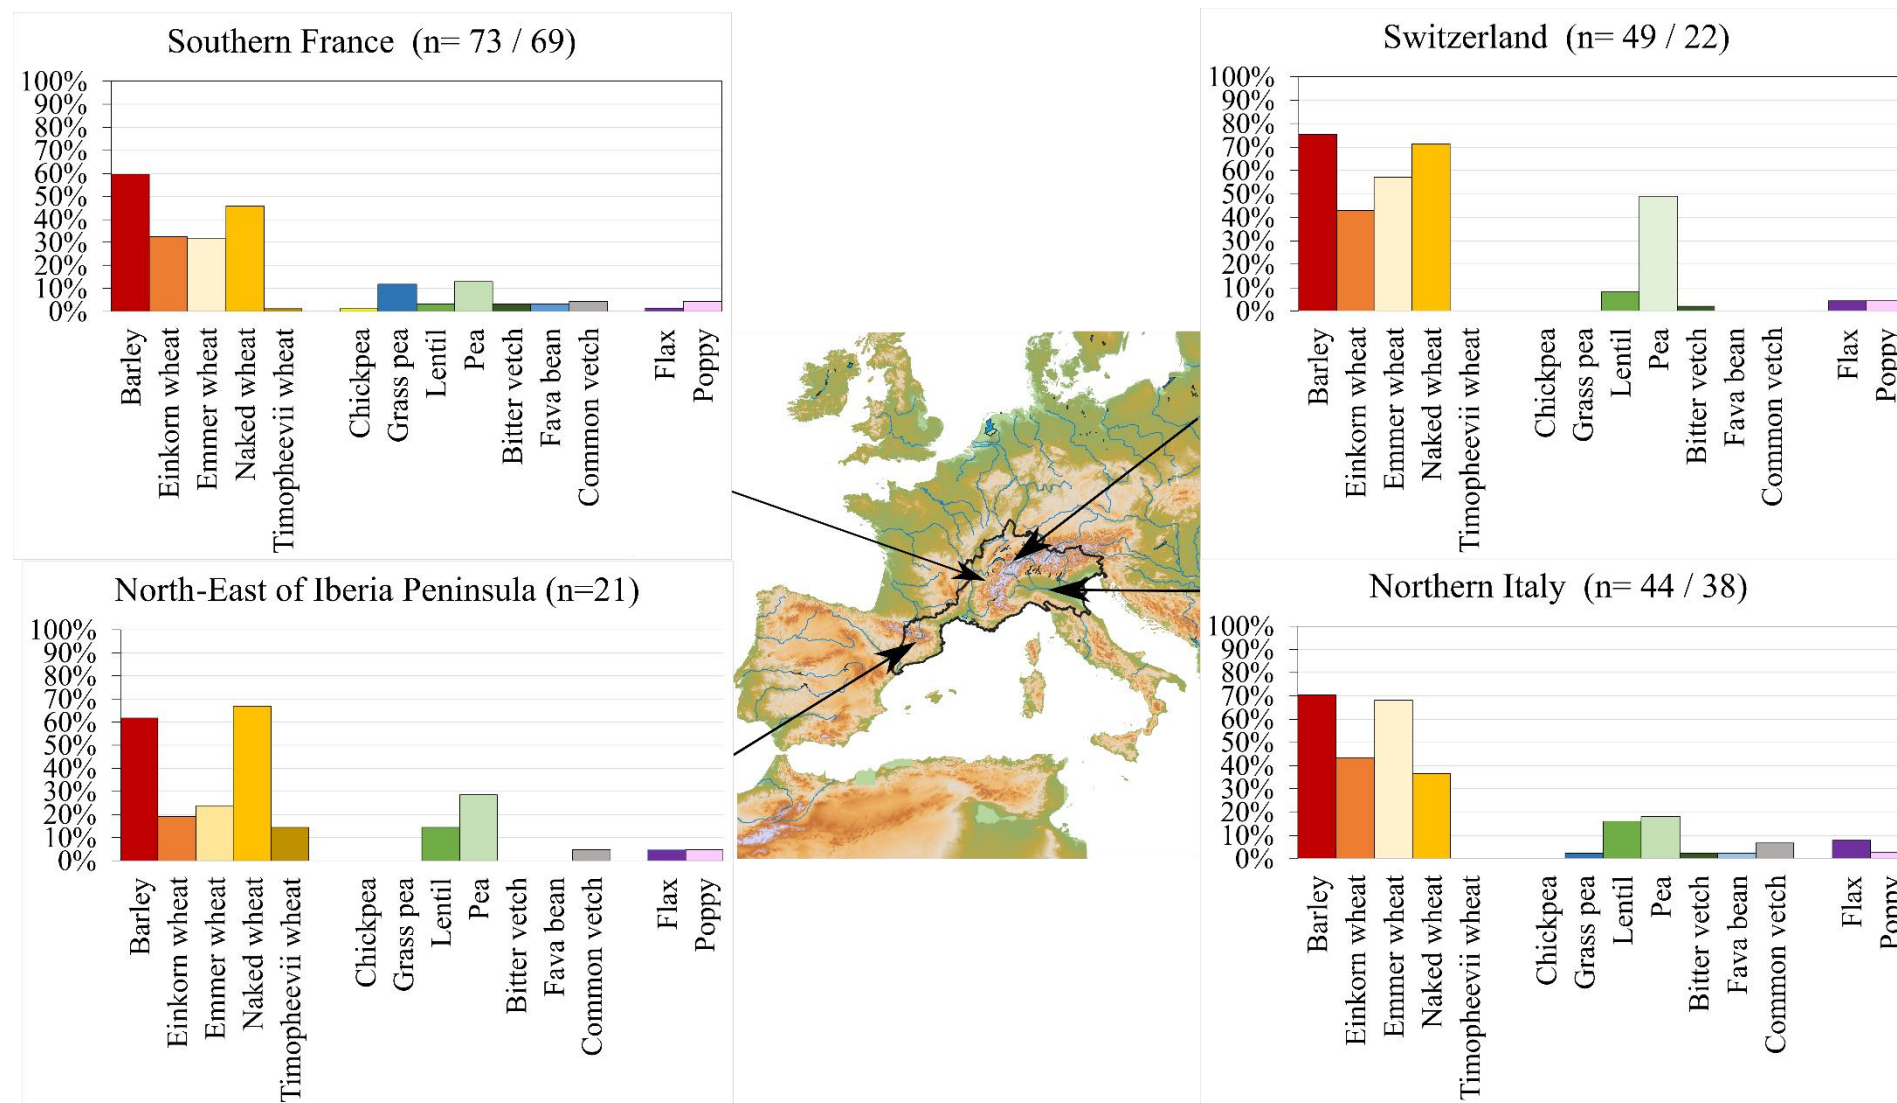 Southern France (n= 73 / 69)
100%
90%
80%
70%
60%
50%
40%
30%
20%
10%
0%
Barley
Einkorn wheat
Emmer wheat
Naked wheat
Timopheevii wheat
Chickpea
Grass pea
Lentil
Pea
Bitter vetch
Fava bean
Common vetch
Flax
Poppy
Switzerland (n= 49 / 22)
100%
90%
80%
70%
60%
50%
40%
30%
20%
10%
0%
Barley
Einkorn wheat
Emmer wheat
Naked wheat
Timopheevii wheat
Chickpea
Grass pea
Lentil
Pea
Bitter vetch
Fava bean
Common vetch
Flax
Poppy
North-East of Iberia Peninsula (n=21)
100%
90%
80%
70%
60%
50%
40%
30%
20%
10%
0%
Barley
Einkorn wheat
Emmer wheat
Naked wheat
Timopheevii wheat
Chickpea
Grass pea
Lentil
Pea
Bitter vetch
Fava bean
Common vetch
Flax
Poppy
Northern Italy (n= 44 / 38)
100%
90%
80%
70%
60%
50%
40%
30%
20%
10%
0%
Barley
Einkorn wheat
Emmer wheat
Naked wheat
Timopheevii wheat
Chickpea
Grass pea
Lentil
Pea
Bitter vetch
Fava bean
Common vetch
Flax
Poppy